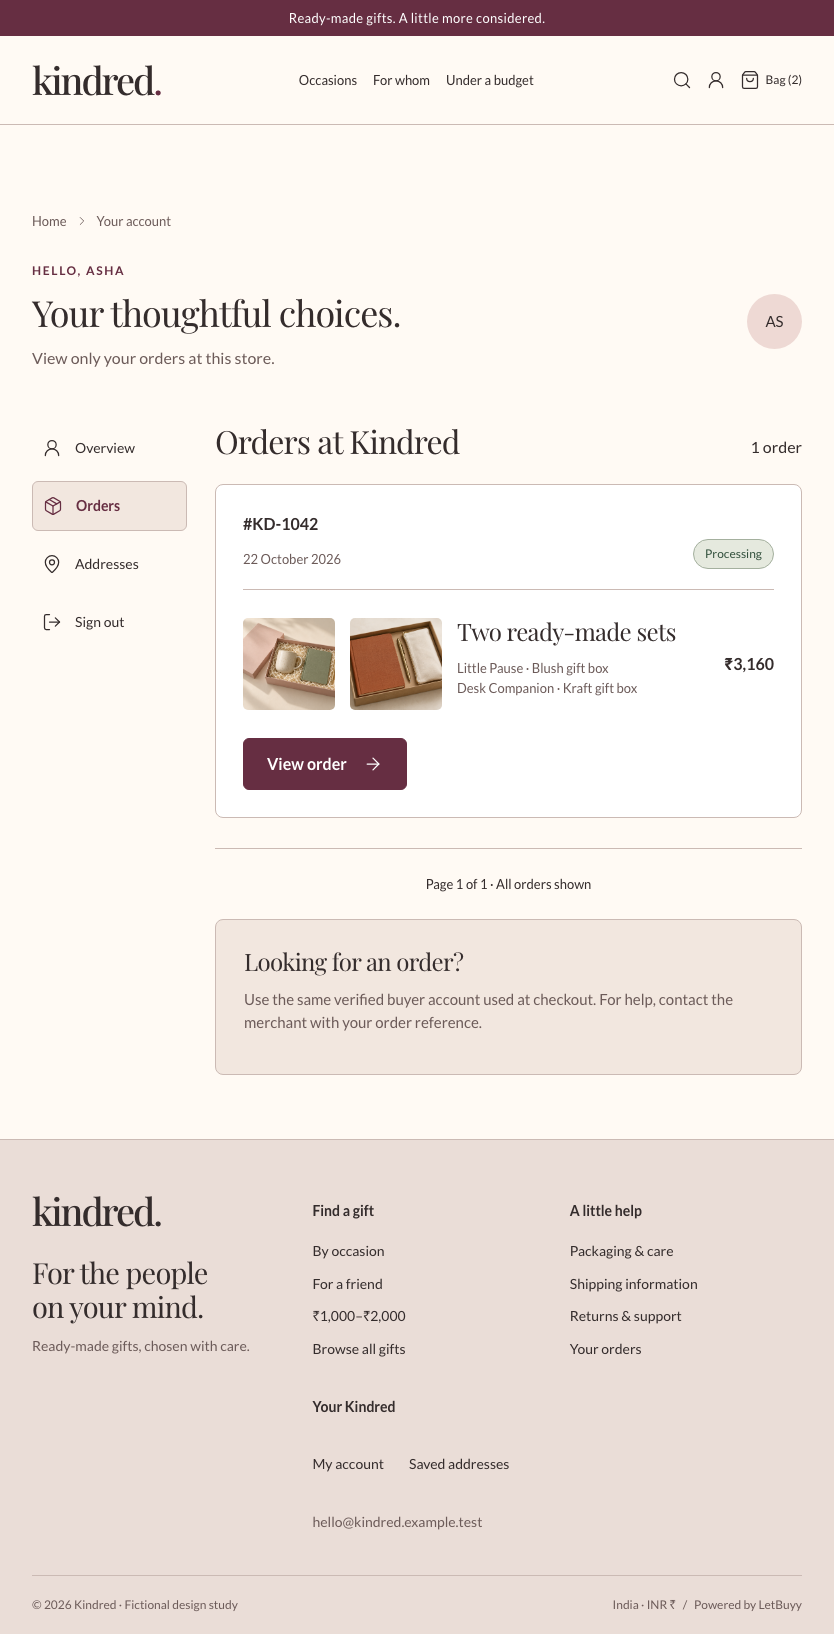 Ready-made gifts. A little more considered.
kindred.
Occasions For whom Under a budget
Bag (2)
Home > Your account
HELLO, ASHA
Your thoughtful choices.
AS
View only your orders at this store.
Overview
Orders
Addresses
Sign out
Orders at Kindred
1 order
#KD-1042
22 October 2026
Processing
Two ready-made sets
Little Pause · Blush gift box
Desk Companion · Kraft gift box
₹3,160
View order
Page 1 of 1 · All orders shown
Looking for an order?
Use the same verified buyer account used at checkout. For help, contact the
merchant with your order reference.
kindred.
For the people
on your mind.
Ready-made gifts, chosen with care.
Find a gift
By occasion
For a friend
₹1,000–₹2,000
Browse all gifts
A little help
Packaging & care
Shipping information
Returns & support
Your orders
Your Kindred
My account Saved addresses
hello@kindred.example.test
© 2026 Kindred · Fictional design study
India · INR ₹ / Powered by LetBuyy